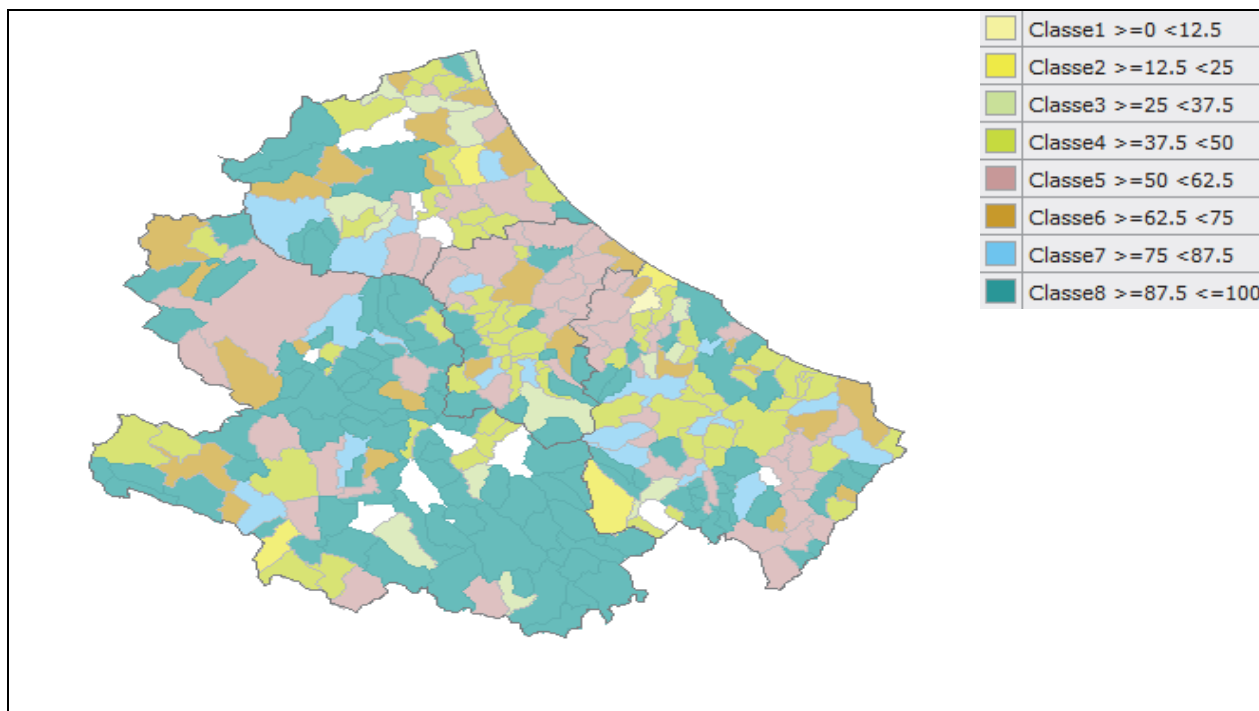 Classe1 >=0 <12.5
Classe2 >=12.5 <25
Classe3 >=25 <37.5
Classe4 >=37.5 <50
Classe5 >=50 <62.5
Classe6 >=62.5 <75
Classe7 >=75 <87.5
Classe8 >=87.5 <=100